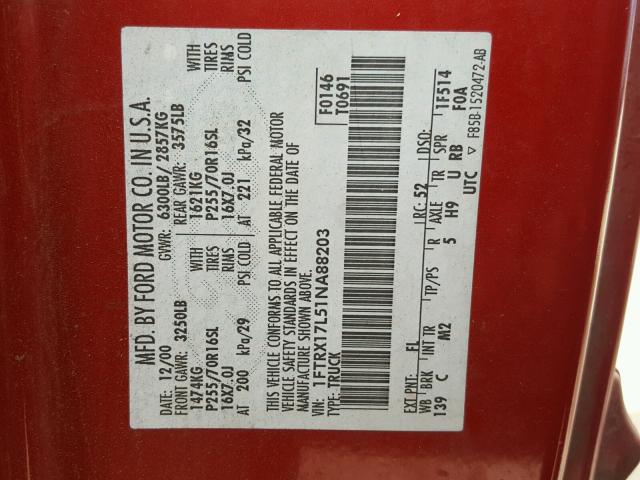 MFD. BY FORD MOTOR CO. IN U.S.A.
DATE: 12/00 GVWR: 6300LB/2857KG
FRONT GAWR: 3250LB REAR GAWR: 3575LB WITH
1474KG 1621KG WITH TIRES
P255/70R16SL P255/70R16SL TIRES RIMS
16X7.0J 16X7.0J RIMS
AT 200 kPa/29 AT 221 kPa/32 PSI COLD
THIS VEHICLE CONFORMS TO ALL APPLICABLE FEDERAL MOTOR
VEHICLE SAFETY STANDARDS IN EFFECT ON THE DATE OF
MANUFACTURE SHOWN ABOVE.
VIN: 1FTRX17L51NA88203
TYPE: TRUCK
F0146
T0691
EXT PNT: FL RC: 52 DSO: 1F514
WB BRK INT TR TP/PS R AXLE TR SPR F0A
139 C M2 5 H9 U RB
UTC ▽ F85B-1520472-AB